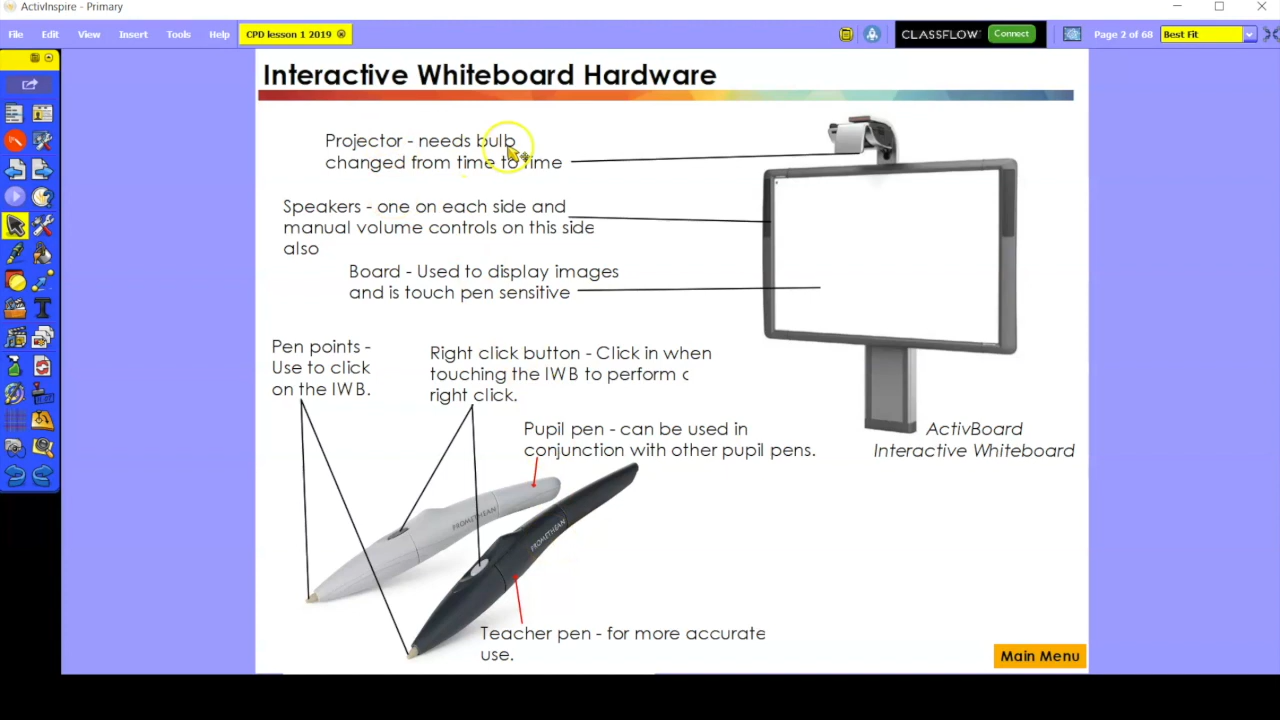 ActivInspire - Primary
File Edit View Insert Tools Help CPD lesson 1 2019 CLASSFLOW Connect Page 2 of 68 Best Fit
Interactive Whiteboard Hardware
Projector - needs bulb
changed from time to time
Speakers - one on each side and
manual volume controls on this side
also
Board - Used to display images
and is touch pen sensitive
Pen points -
Use to click
on the IWB.
Right click button - Click in when
touching the IWB to perform
right click.
Pupil pen - can be used in
conjunction with other pupil pens.
ActivBoard
Interactive Whiteboard
PROMETHEAN
PROMETHEAN
Teacher pen - for more accurate
use.
Main Menu